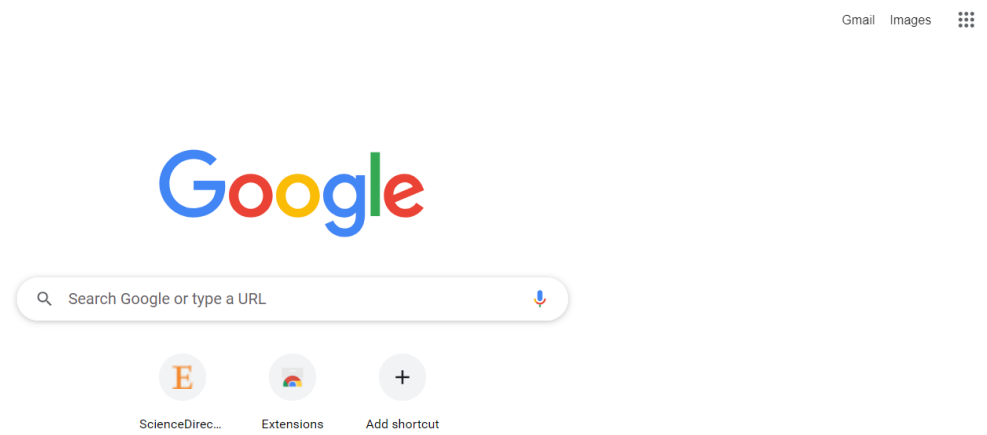 Gmail Images
Google
Search Google or type a URL
E
ScienceDirec... Extensions Add shortcut